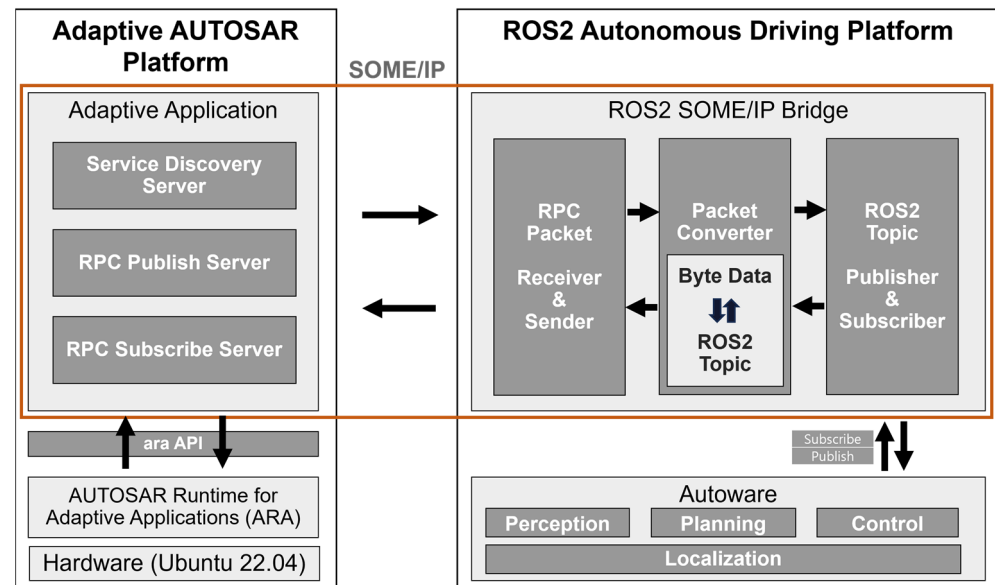 Adaptive AUTOSAR
Platform
SOME/IP
ROS2 Autonomous Driving Platform
Adaptive Application
Service Discovery
Server
RPC Publish Server
RPC Subscribe Server
ara API
AUTOSAR Runtime for
Adaptive Applications (ARA)
Hardware (Ubuntu 22.04)
ROS2 SOME/IP Bridge
RPC
Packet
Receiver
&
Sender
Packet
Converter
Byte Data
ROS2
Topic
ROS2
Topic
Publisher
&
Subscriber
Subscribe
Publish
Autoware
Perception
Planning
Control
Localization